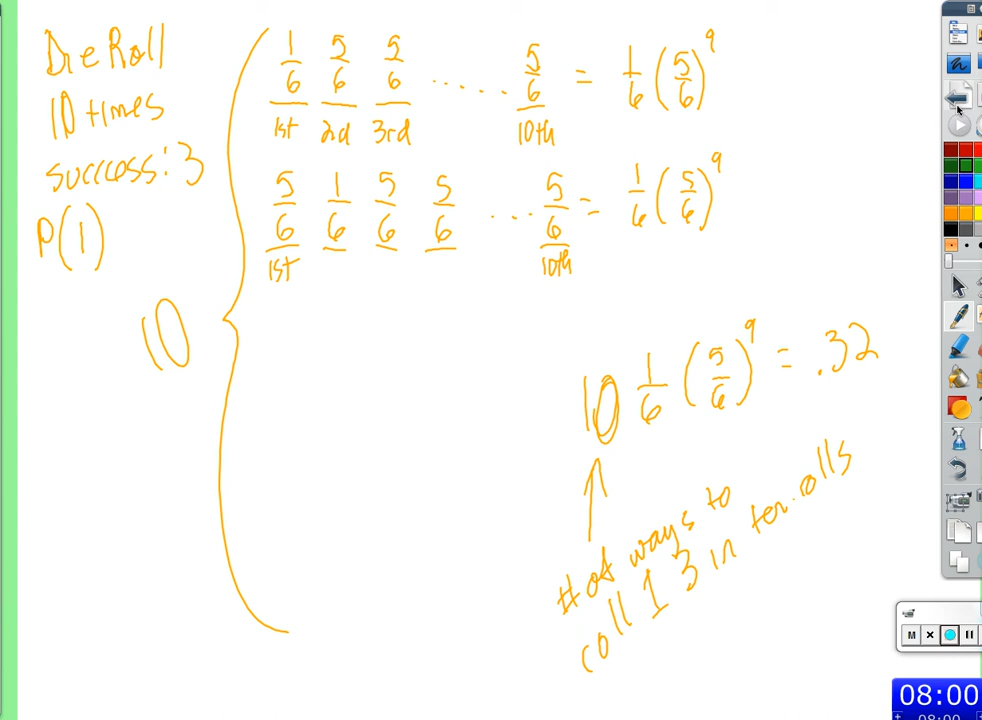 Die Roll
10 times
success: 3
P(1)
10
1/6 5/6 5/6 ..... 5/6 = 1/6 (5/6)^9
1st 2nd 3rd 10th
5/6 1/6 5/6 5/6 ... 5/6 = 1/6 (5/6)^9
1st 10th
10 1/6 (5/6)^9 = .32
# of ways to
roll 1 3 in ten rolls
M
08:00
08:00